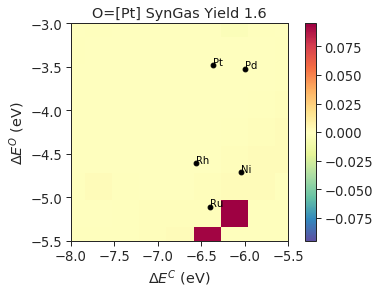 O=[Pt] SynGas Yield 1.6
−3.0
−3.5
−4.0
−4.5
−5.0
−5.5
ΔE^O (eV)
Pt
Pd
Rh
Ni
Ru
−8.0 −7.5 −7.0 −6.5 −6.0 −5.5
ΔE^C (eV)
0.075
0.050
0.025
0.000
−0.025
−0.050
−0.075